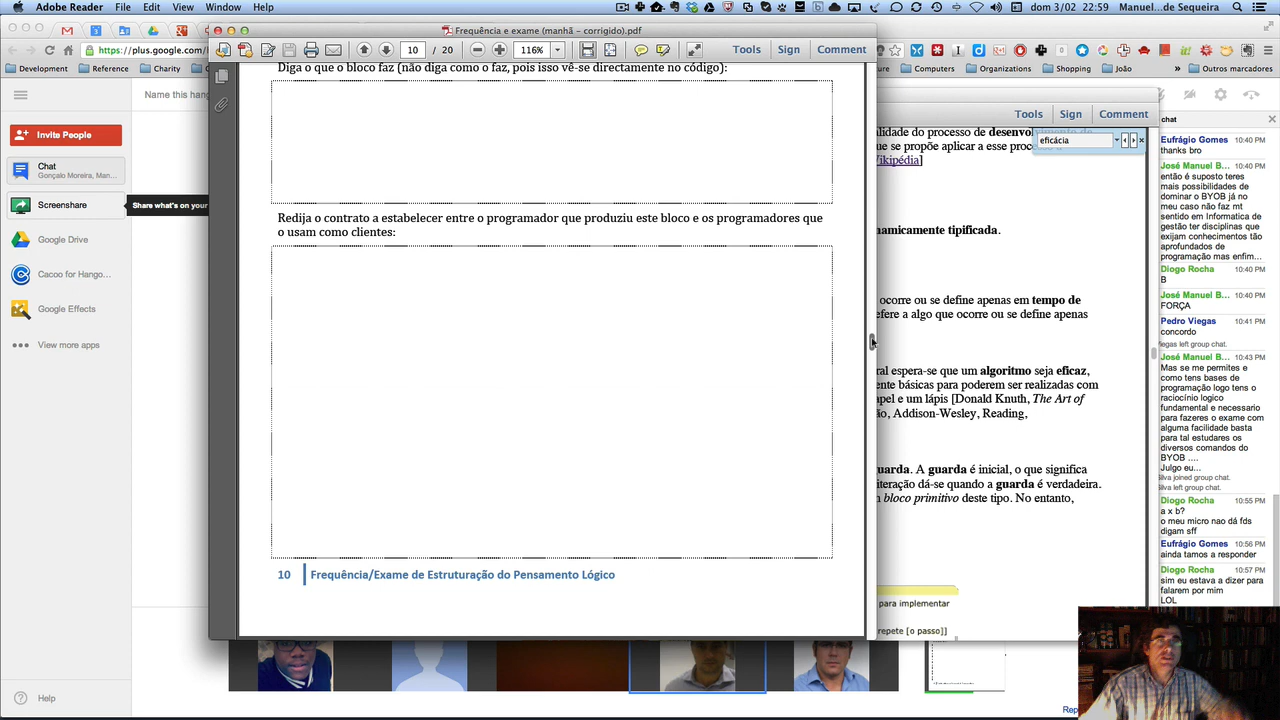 Adobe Reader File Edit View Window Help
dom 3/02 22:59 Manuel...de Sequeira
Frequência e exame (manhã - corrigido).pdf
https://plus.google.com/
10 / 20 116%
Tools Sign Comment
Development Reference Charity
Computers Organizations Shopping João » Outros marcadores
Name this hang
Invite People
Chat
Gonçalo Moreira, Man...
Screenshare
Share what's on your
Google Drive
Cacoo for Hango...
Google Effects
View more apps
Help
Diga o que o bloco faz (não diga como o faz, pois isso vê-se directamente no código):
Redija o contrato a estabelecer entre o programador que produziu este bloco e os programadores que
o usam como clientes:
10 Frequência/Exame de Estruturação do Pensamento Lógico
Tools Sign Comment
eficácia
alidade do processo de
ue se propõe aplicar a esse
Vikipédia]
namicamente tipificada.
ocorre ou se define apenas em tempo de
efere a algo que ocorre ou se define apenas
ral espera-se que um algoritmo seja eficaz,
ente básicas para poderem ser realizadas com
apel e um lápis [Donald Knuth, The Art of
ão, Addison-Wesley, Reading,
uarda. A guarda é inicial, o que significa
iteração dá-se quando a guarda é verdadeira.
bloco primitivo deste tipo. No entanto,
para implementar
repete [o passo]]
chat
Eufrágio Gomes 10:40 PM
thanks bro
José Manuel B... 10:40 PM
então é suposto teres
mais possibilidades de
dominar o BYOB já no
meu caso não faz mt
sentido em Informatica de
gestão ter disciplinas que
exijam conhecimentos tão
aprofundados de
programação mas enfim...
Diogo Rocha 10:40 PM
B
José Manuel B... 10:40 PM
FORÇA
Pedro Viegas 10:41 PM
concordo
iegas left group chat.
José Manuel B... 10:43 PM
Mas se me permites e
como tens bases de
programação logo tens o
raciocínio logico
fundamental e necessario
para fazeres o exame com
alguma facilidade basta
para tal estudares os
diversos comandos do
BYOB ....
Julgo eu...
ilva joined group chat.
ilva left group chat.
Diogo Rocha 10:55 PM
a x b?
o meu micro nao dá fds
digam sff
Eufrágio Gomes 10:56 PM
ainda tamos a responder
Diogo Rocha 10:57 PM
sim eu estava a dizer para
falarem por mim
LOL